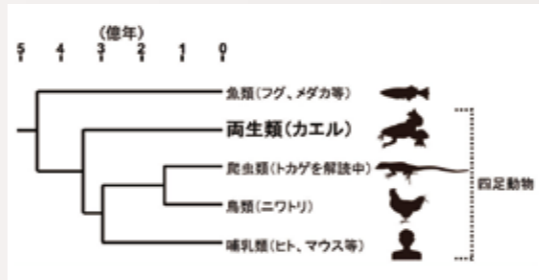 (億年)
5 4 3 2 1 0
魚類(フグ、メダカ等)
両生類(カエル)
爬虫類(トカゲを解読中)
鳥類(ニワトリ)
哺乳類(ヒト、マウス等)
四足動物